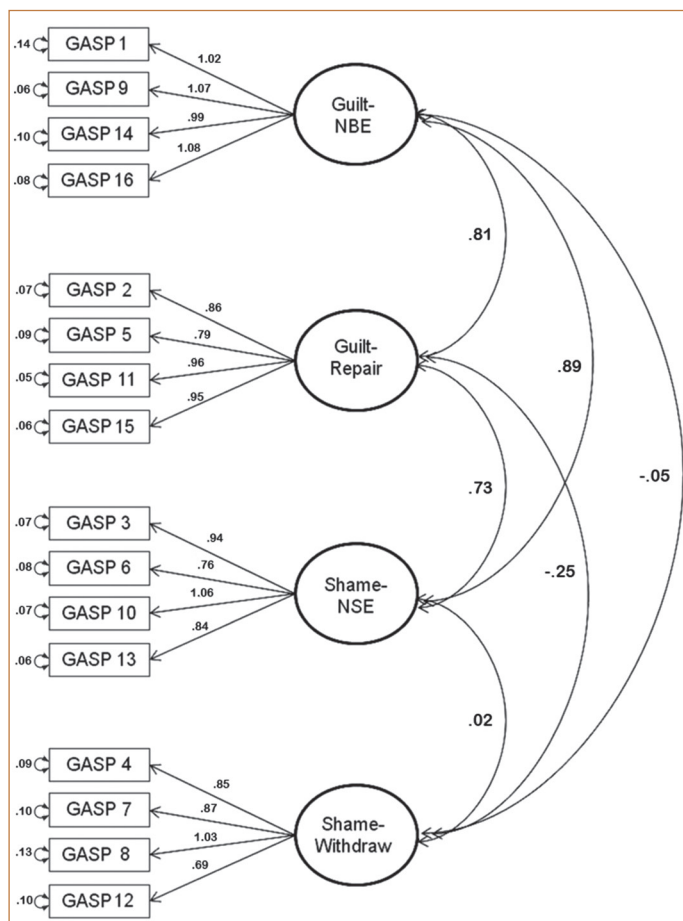 .14 GASP 1 1.02
.06 GASP 9 1.07
.10 GASP 14 .99
.08 GASP 16 1.08
Guilt-
NBE
.81
.07 GASP 2 .86
.09 GASP 5 .79
.05 GASP 11 .96
.06 GASP 15 .95
Guilt-
Repair
.89
-.05
.73
.07 GASP 3 .94
.08 GASP 6 .76
.07 GASP 10 1.06
.06 GASP 13 .84
Shame-
NSE
-.25
.02
.09 GASP 4 .85
.10 GASP 7 .87
.13 GASP 8 1.03
.10 GASP 12 .69
Shame-
Withdraw